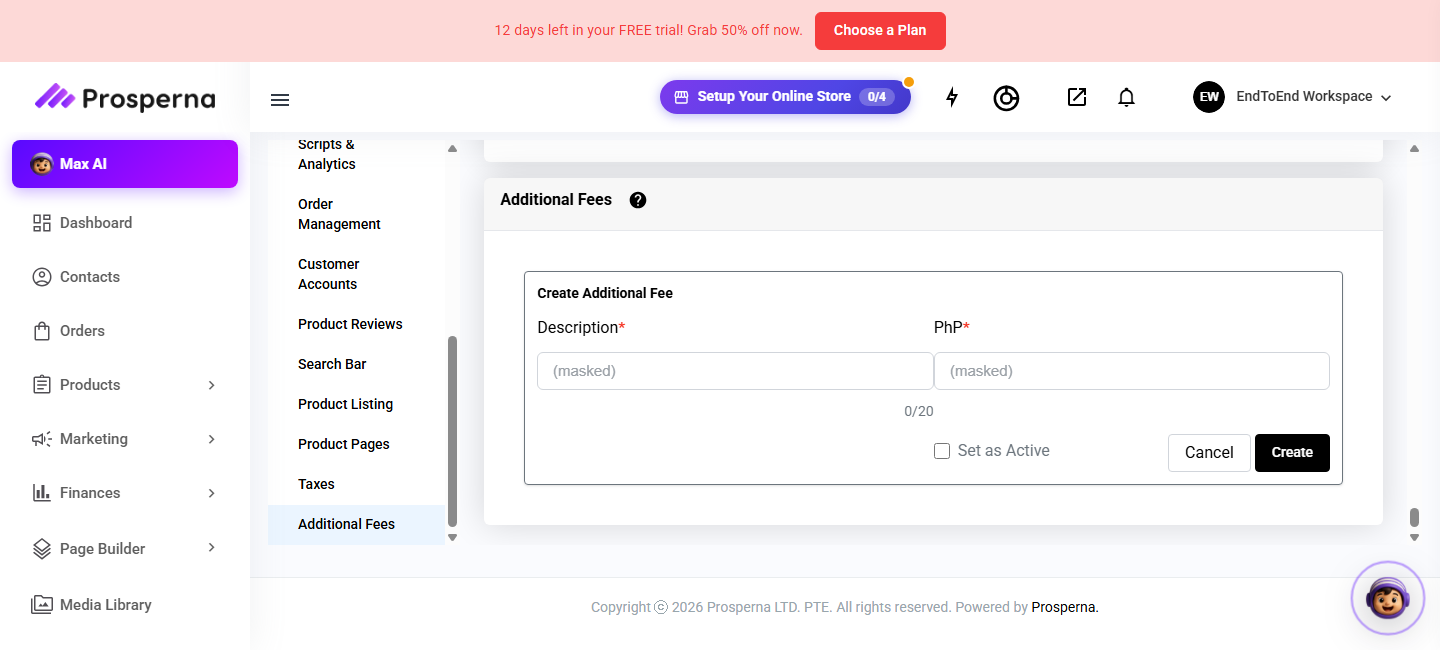 12 days left in your FREE trial! Grab 50% off now.
Choose a Plan
Prosperna
Setup Your Online Store 0/4
EW EndToEnd Workspace
Max AI
Dashboard
Contacts
Orders
Products
Marketing
Finances
Page Builder
Media Library
Scripts &
Analytics
Order
Management
Customer
Accounts
Product Reviews
Search Bar
Product Listing
Product Pages
Taxes
Additional Fees
Additional Fees ?
Create Additional Fee
Description* PhP*
(masked) (masked)
0/20
Set as Active Cancel Create
Copyright © 2026 Prosperna LTD. PTE. All rights reserved. Powered by Prosperna.